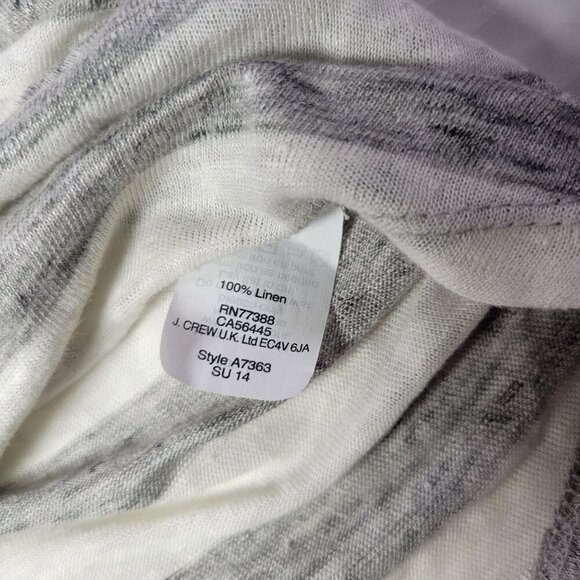 100% Linen
RN77388
CA56445
J. CREW U.K. Ltd EC4V 6JA
Style A7363
SU 14